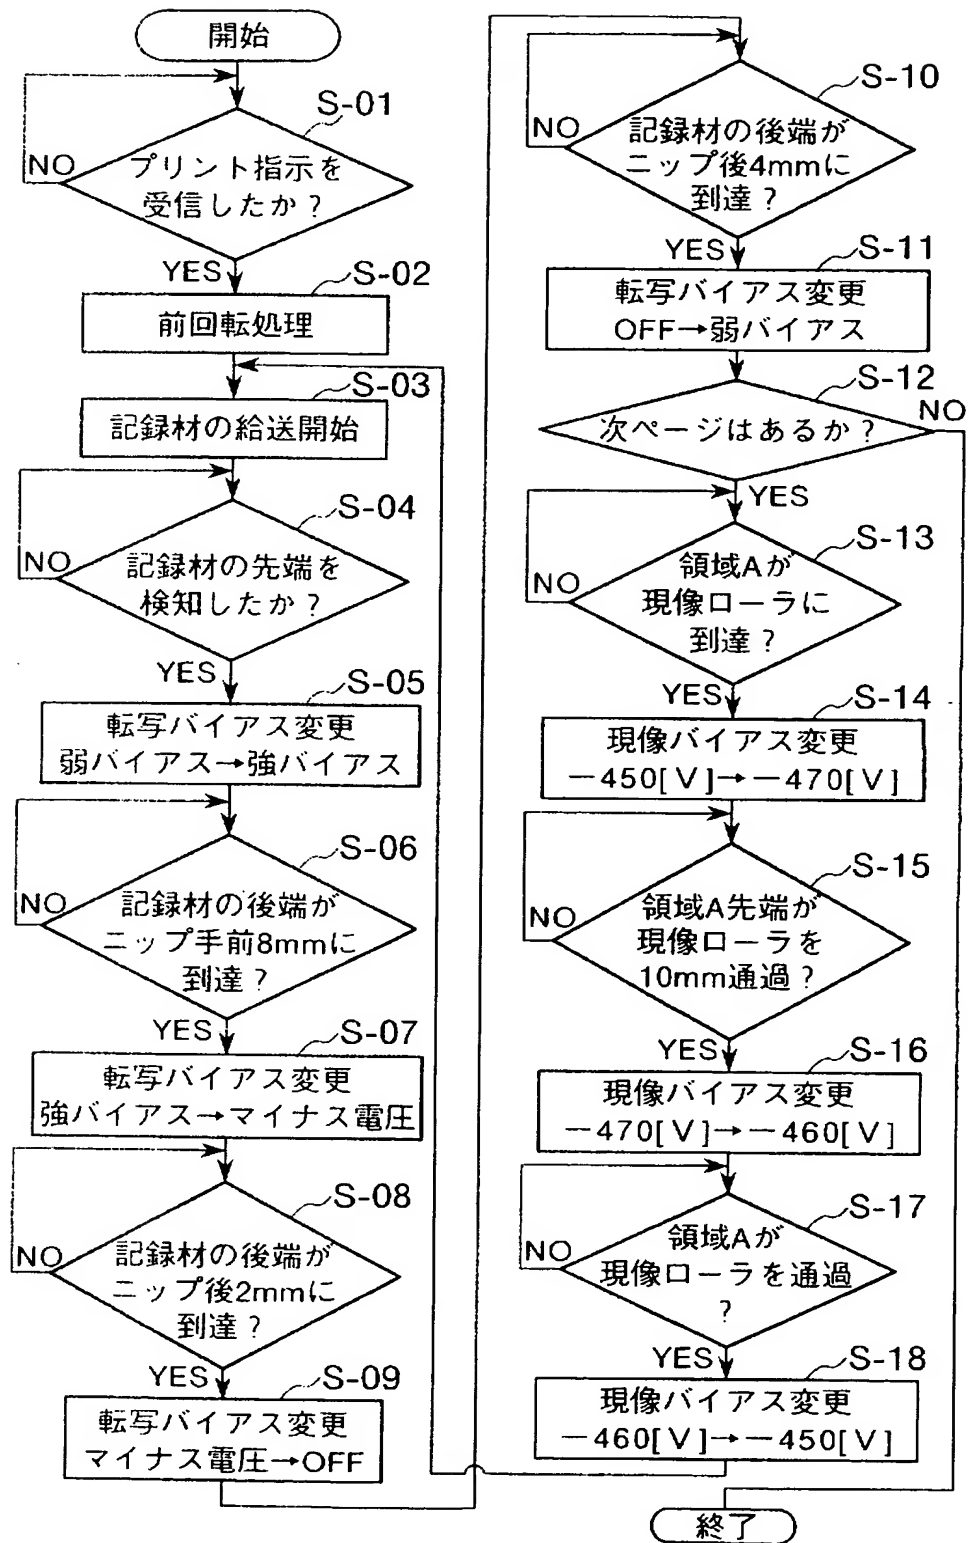 開始
S-01
プリント指示を
受信したか?
NO
YES
S-02
前回転処理
S-03
記録材の給送開始
S-04
記録材の先端を
検知したか?
NO
YES
S-05
転写バイアス変更
弱バイアス→強バイアス
S-06
記録材の後端が
ニップ手前8mmに
到達?
NO
YES
S-07
転写バイアス変更
強バイアス→マイナス電圧
S-08
記録材の後端が
ニップ後2mmに
到達?
NO
YES
S-09
転写バイアス変更
マイナス電圧→OFF
S-10
記録材の後端が
ニップ後4mmに
到達?
NO
YES
S-11
転写バイアス変更
OFF→弱バイアス
S-12
次ページはあるか?
NO
YES
S-13
領域Aが
現像ローラに
到達?
NO
YES
S-14
現像バイアス変更
-450[V]→-470[V]
S-15
領域A先端が
現像ローラを
10mm通過?
NO
YES
S-16
現像バイアス変更
-470[V]→-460[V]
S-17
領域Aが
現像ローラを通過
?
NO
YES
S-18
現像バイアス変更
-460[V]→-450[V]
終了